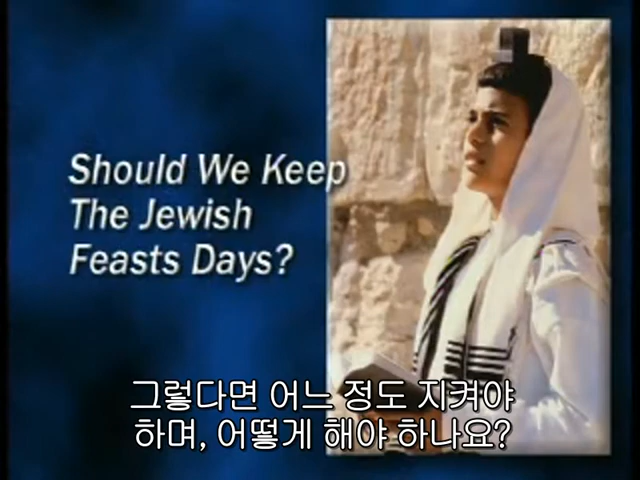 Should We Keep
The Jewish
Feasts Days?
그렇다면 어느 정도 지켜야
하며, 어떻게 해야 하나요?